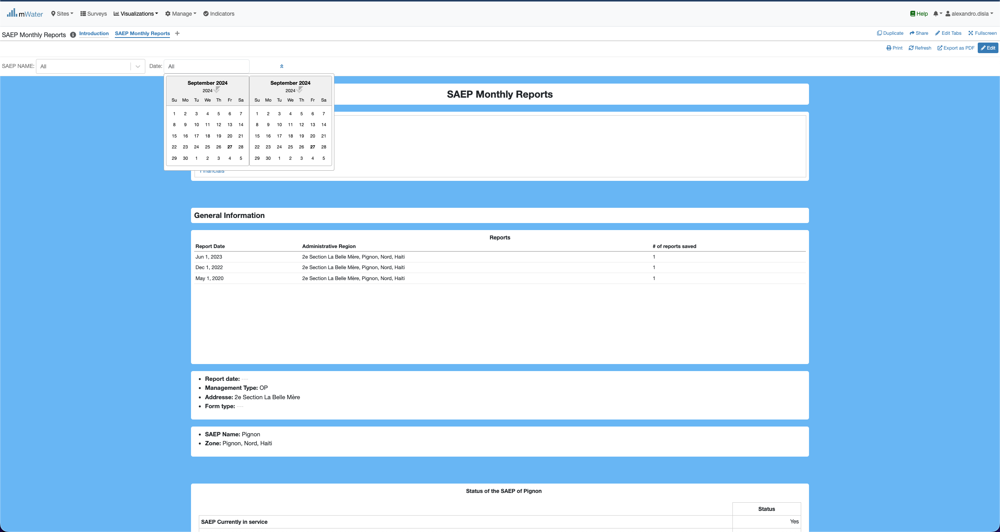 mWater Sites Surveys Visualizations Manage Indicators Help alexandro.disla
SAEP Monthly Reports Introduction SAEP Monthly Reports + Duplicate Share Edit Tabs Fullscreen
Print Refresh Export as PDF Edit
SAEP NAME: All Date: All
September 2024 September 2024
2024 2024
Su Mo Tu We Th Fr Sa Su Mo Tu We Th Fr Sa
1 2 3 4 5 6 7 1 2 3 4 5 6 7
8 9 10 11 12 13 14 8 9 10 11 12 13 14
15 16 17 18 19 20 21 15 16 17 18 19 20 21
22 23 24 25 26 27 28 22 23 24 25 26 27 28
29 30 1 2 3 4 5 29 30 1 2 3 4 5
SAEP Monthly Reports
Financials
General Information
Reports
Report Date Administrative Region # of reports saved
Jun 1, 2023 2e Section La Belle Mère, Pignon, Nord, Haiti 1
Dec 1, 2022 2e Section La Belle Mère, Pignon, Nord, Haiti 1
May 1, 2020 2e Section La Belle Mère, Pignon, Nord, Haiti 1
• Report date: ---
• Management Type: OP
• Addresse: 2e Section La Belle Mère
• Form type: ---
• SAEP Name: Pignon
• Zone: Pignon, Nord, Haiti
Status of the SAEP of Pignon
Status
SAEP Currently in service Yes